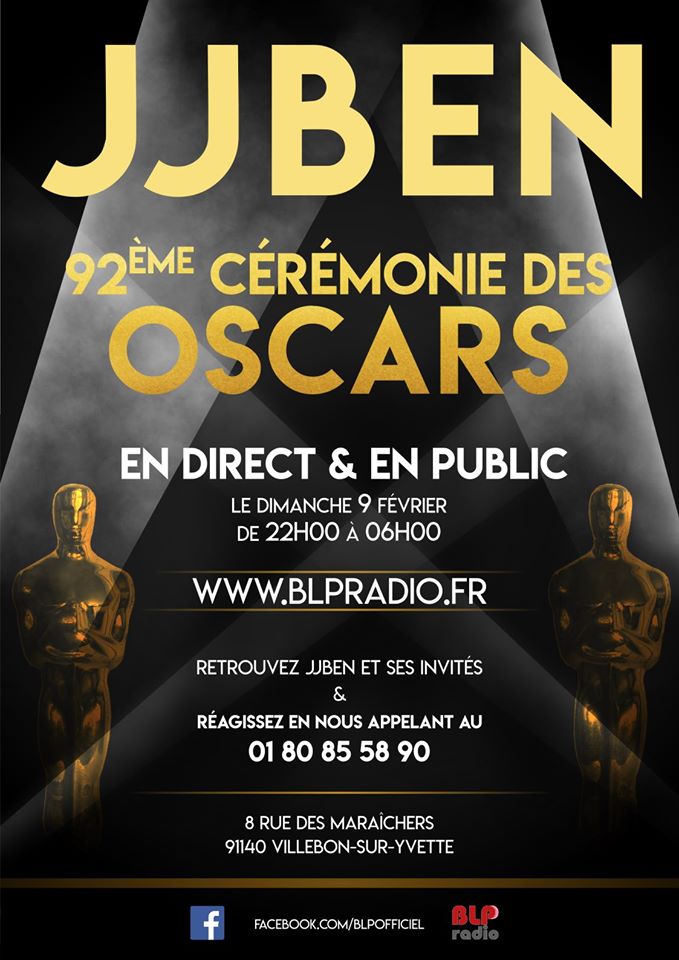 JJBEN
92ÈME CÉRÉMONIE DES
OSCARS
EN DIRECT & EN PUBLIC
LE DIMANCHE 9 FÉVRIER
DE 22H00 À 06H00
WWW.BLPRADIO.FR
RETROUVEZ JJBEN ET SES INVITÉS
&
RÉAGISSEZ EN NOUS APPELANT AU
01 80 85 58 90
8 RUE DES MARAÎCHERS
91140 VILLEBON-SUR-YVETTE
f FACEBOOK.COM/BLPOFFICIEL
BLP
radio